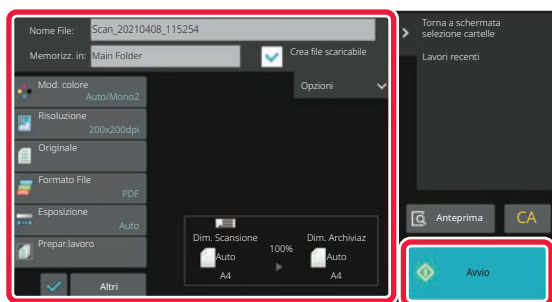 Nome File:
Scan_20210408_115254
Memorizz. in:
Main Folder
Crea file scaricabile
Opzioni
Mod. colore
Auto/Mono2
Risoluzione
200x200dpi
Originale
Formato File
PDF
Esposizione
Auto
Prepar.lavoro
Altri
Dim. Scansione
Auto
A4
100%
Dim. Archiviaz
Auto
A4
Torna a schermata
selezione cartelle
Lavori recenti
Anteprima
CA
Avvio